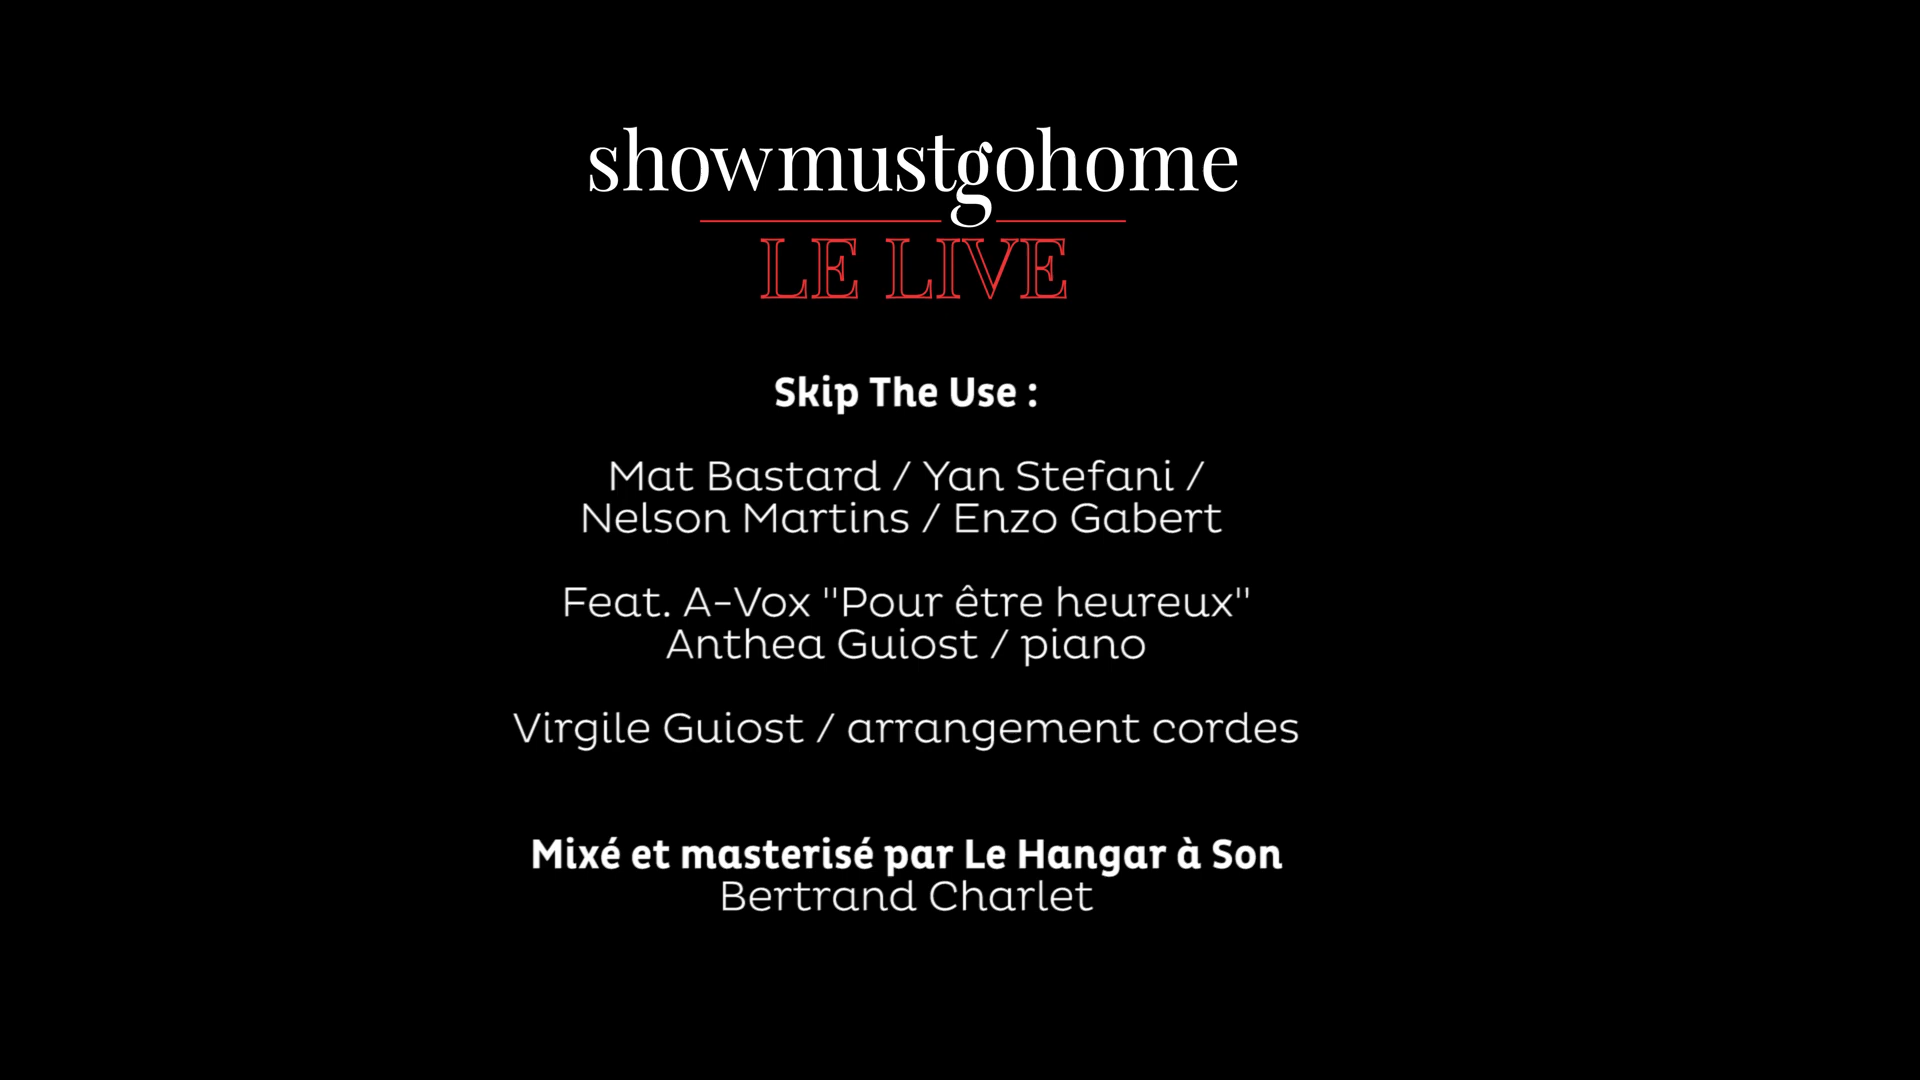 showmustgohome
LE LIVE
Skip The Use :
Mat Bastard / Yan Stefani /
Nelson Martins / Enzo Gabert
Feat. A-Vox "Pour être heureux"
Anthea Guiost / piano
Virgile Guiost / arrangement cordes
Mixé et masterisé par Le Hangar à Son
Bertrand Charlet